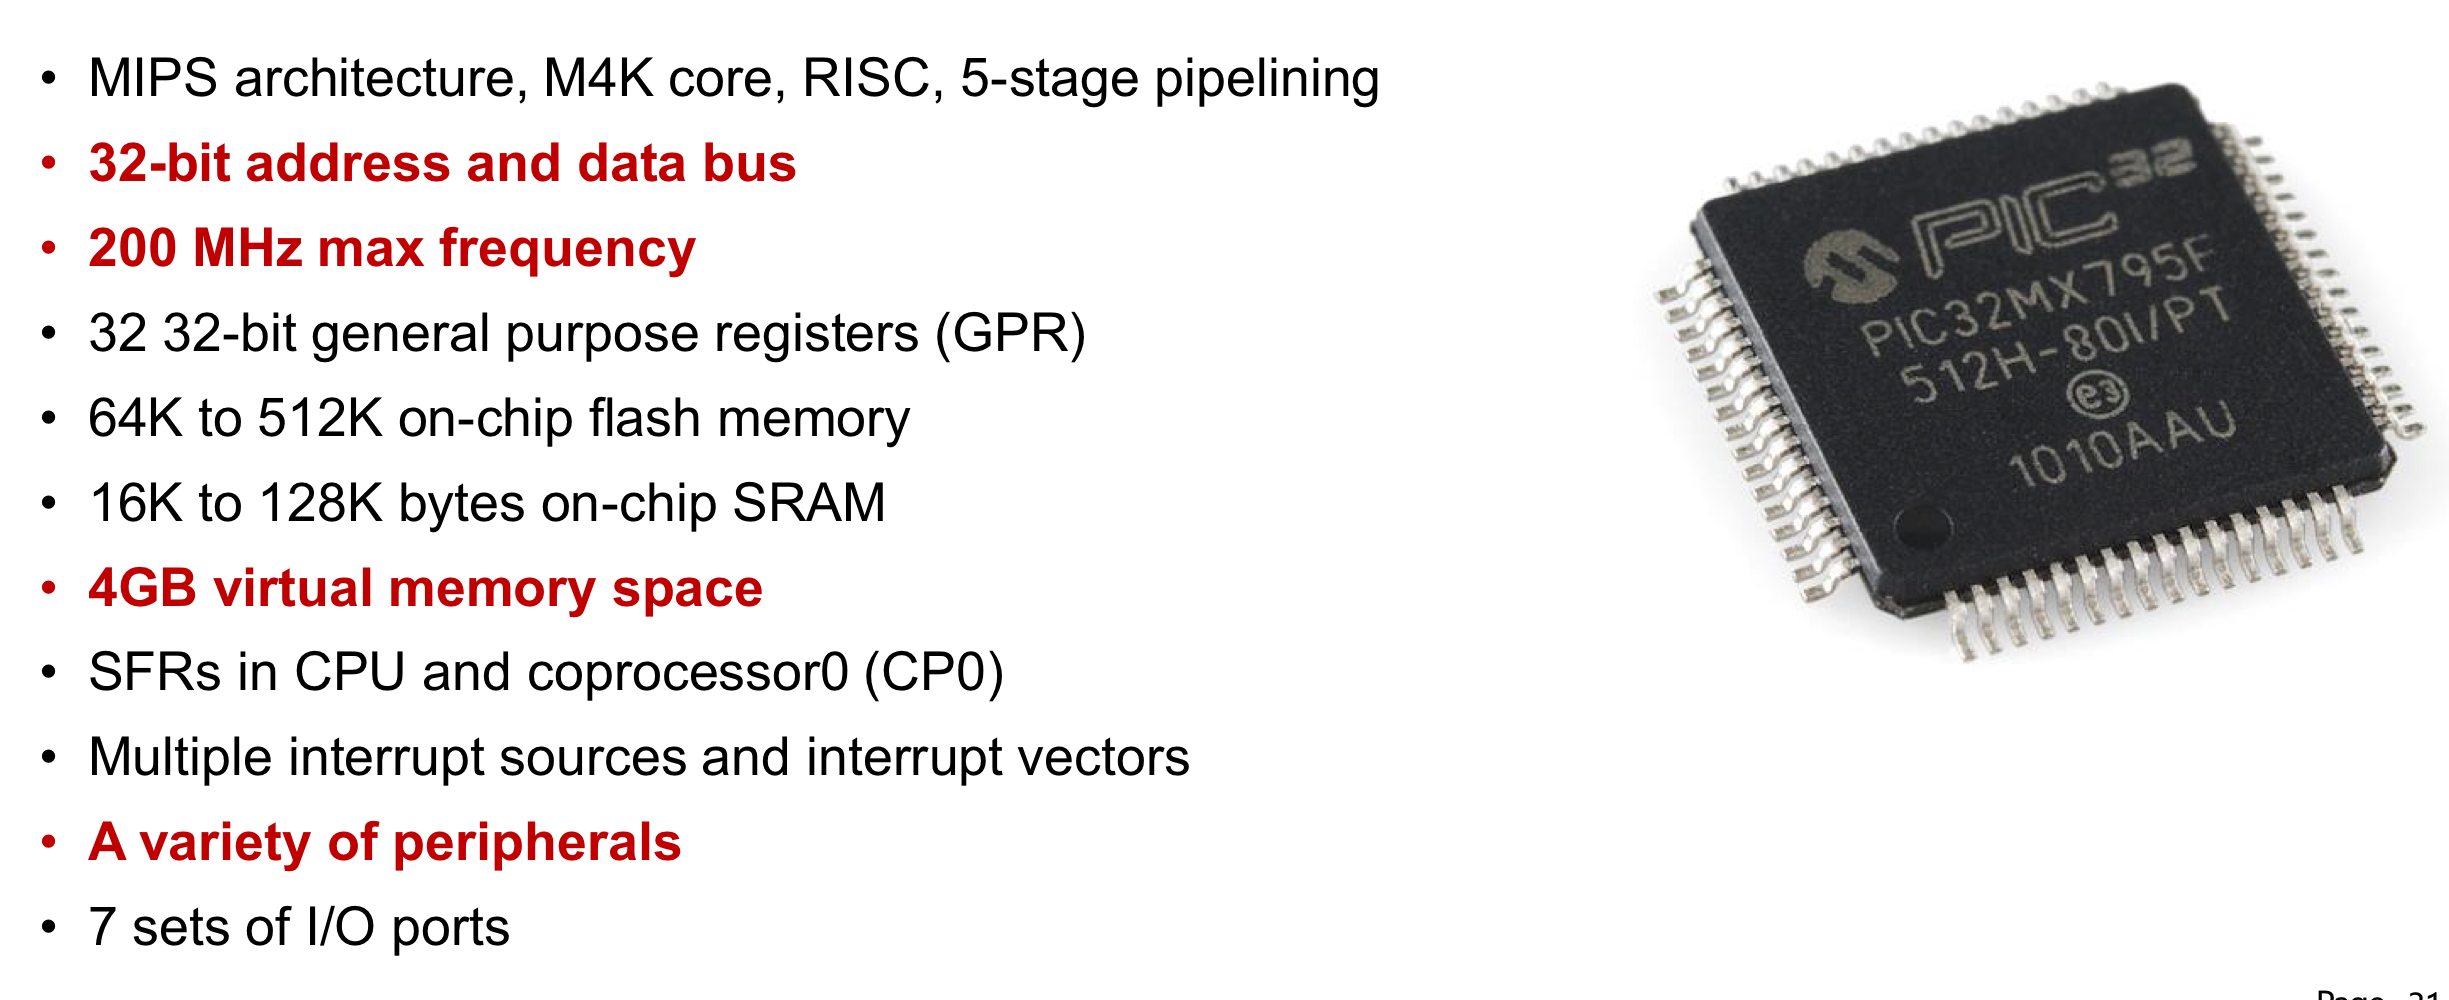 • MIPS architecture, M4K core, RISC, 5-stage pipelining
• 32-bit address and data bus
• 200 MHz max frequency
• 32 32-bit general purpose registers (GPR)
• 64K to 512K on-chip flash memory
• 16K to 128K bytes on-chip SRAM
• 4GB virtual memory space
• SFRs in CPU and coprocessor0 (CP0)
• Multiple interrupt sources and interrupt vectors
• A variety of peripherals
• 7 sets of I/O ports
PIC32
PIC32MX795F
512H-80I/PT
e3
1010AAU